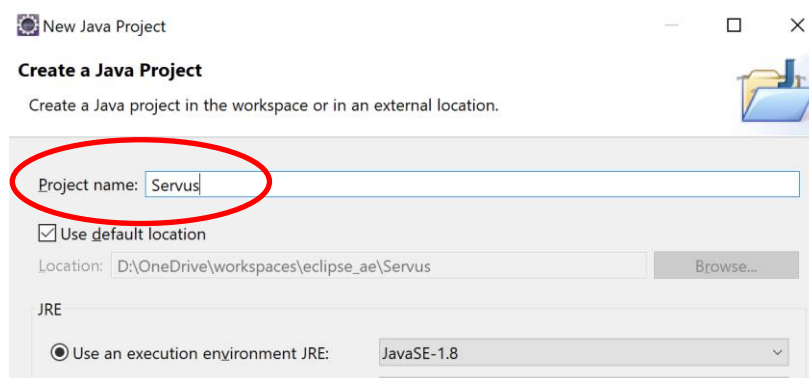 New Java Project
Create a Java Project
Create a Java project in the workspace or in an external location.
Project name: Servus
Use default location
Location: D:\OneDrive\workspaces\eclipse_ae\Servus Browse...
JRE
Use an execution environment JRE: JavaSE-1.8